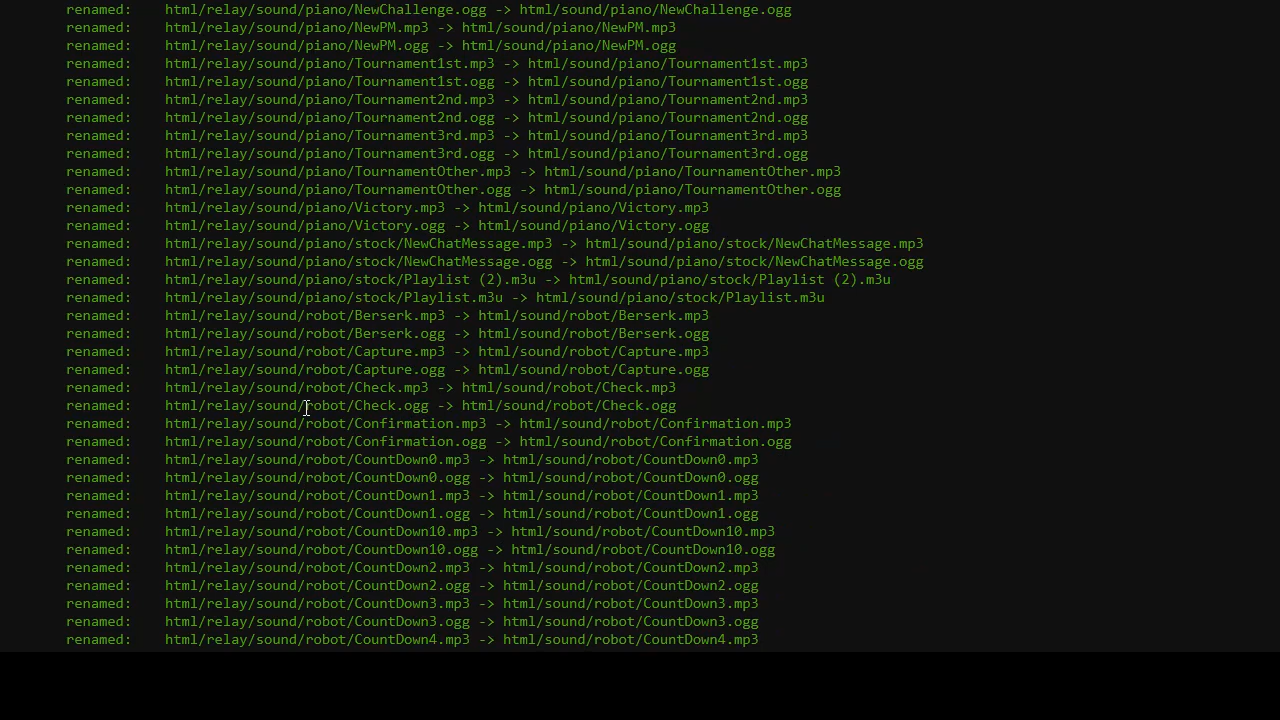 renamed: html/relay/sound/piano/NewChallenge.ogg -> html/sound/piano/NewChallenge.ogg
renamed: html/relay/sound/piano/NewPM.mp3 -> html/sound/piano/NewPM.mp3
renamed: html/relay/sound/piano/NewPM.ogg -> html/sound/piano/NewPM.ogg
renamed: html/relay/sound/piano/Tournament1st.mp3 -> html/sound/piano/Tournament1st.mp3
renamed: html/relay/sound/piano/Tournament1st.ogg -> html/sound/piano/Tournament1st.ogg
renamed: html/relay/sound/piano/Tournament2nd.mp3 -> html/sound/piano/Tournament2nd.mp3
renamed: html/relay/sound/piano/Tournament2nd.ogg -> html/sound/piano/Tournament2nd.ogg
renamed: html/relay/sound/piano/Tournament3rd.mp3 -> html/sound/piano/Tournament3rd.mp3
renamed: html/relay/sound/piano/Tournament3rd.ogg -> html/sound/piano/Tournament3rd.ogg
renamed: html/relay/sound/piano/TournamentOther.mp3 -> html/sound/piano/TournamentOther.mp3
renamed: html/relay/sound/piano/TournamentOther.ogg -> html/sound/piano/TournamentOther.ogg
renamed: html/relay/sound/piano/Victory.mp3 -> html/sound/piano/Victory.mp3
renamed: html/relay/sound/piano/Victory.ogg -> html/sound/piano/Victory.ogg
renamed: html/relay/sound/piano/stock/NewChatMessage.mp3 -> html/sound/piano/stock/NewChatMessage.mp3
renamed: html/relay/sound/piano/stock/NewChatMessage.ogg -> html/sound/piano/stock/NewChatMessage.ogg
renamed: html/relay/sound/piano/stock/Playlist (2).m3u -> html/sound/piano/stock/Playlist (2).m3u
renamed: html/relay/sound/piano/stock/Playlist.m3u -> html/sound/piano/stock/Playlist.m3u
renamed: html/relay/sound/robot/Berserk.mp3 -> html/sound/robot/Berserk.mp3
renamed: html/relay/sound/robot/Berserk.ogg -> html/sound/robot/Berserk.ogg
renamed: html/relay/sound/robot/Capture.mp3 -> html/sound/robot/Capture.mp3
renamed: html/relay/sound/robot/Capture.ogg -> html/sound/robot/Capture.ogg
renamed: html/relay/sound/robot/Check.mp3 -> html/sound/robot/Check.mp3
renamed: html/relay/sound/robot/Check.ogg -> html/sound/robot/Check.ogg
renamed: html/relay/sound/robot/Confirmation.mp3 -> html/sound/robot/Confirmation.mp3
renamed: html/relay/sound/robot/Confirmation.ogg -> html/sound/robot/Confirmation.ogg
renamed: html/relay/sound/robot/CountDown0.mp3 -> html/sound/robot/CountDown0.mp3
renamed: html/relay/sound/robot/CountDown0.ogg -> html/sound/robot/CountDown0.ogg
renamed: html/relay/sound/robot/CountDown1.mp3 -> html/sound/robot/CountDown1.mp3
renamed: html/relay/sound/robot/CountDown1.ogg -> html/sound/robot/CountDown1.ogg
renamed: html/relay/sound/robot/CountDown10.mp3 -> html/sound/robot/CountDown10.mp3
renamed: html/relay/sound/robot/CountDown10.ogg -> html/sound/robot/CountDown10.ogg
renamed: html/relay/sound/robot/CountDown2.mp3 -> html/sound/robot/CountDown2.mp3
renamed: html/relay/sound/robot/CountDown2.ogg -> html/sound/robot/CountDown2.ogg
renamed: html/relay/sound/robot/CountDown3.mp3 -> html/sound/robot/CountDown3.mp3
renamed: html/relay/sound/robot/CountDown3.ogg -> html/sound/robot/CountDown3.ogg
renamed: html/relay/sound/robot/CountDown4.mp3 -> html/sound/robot/CountDown4.mp3